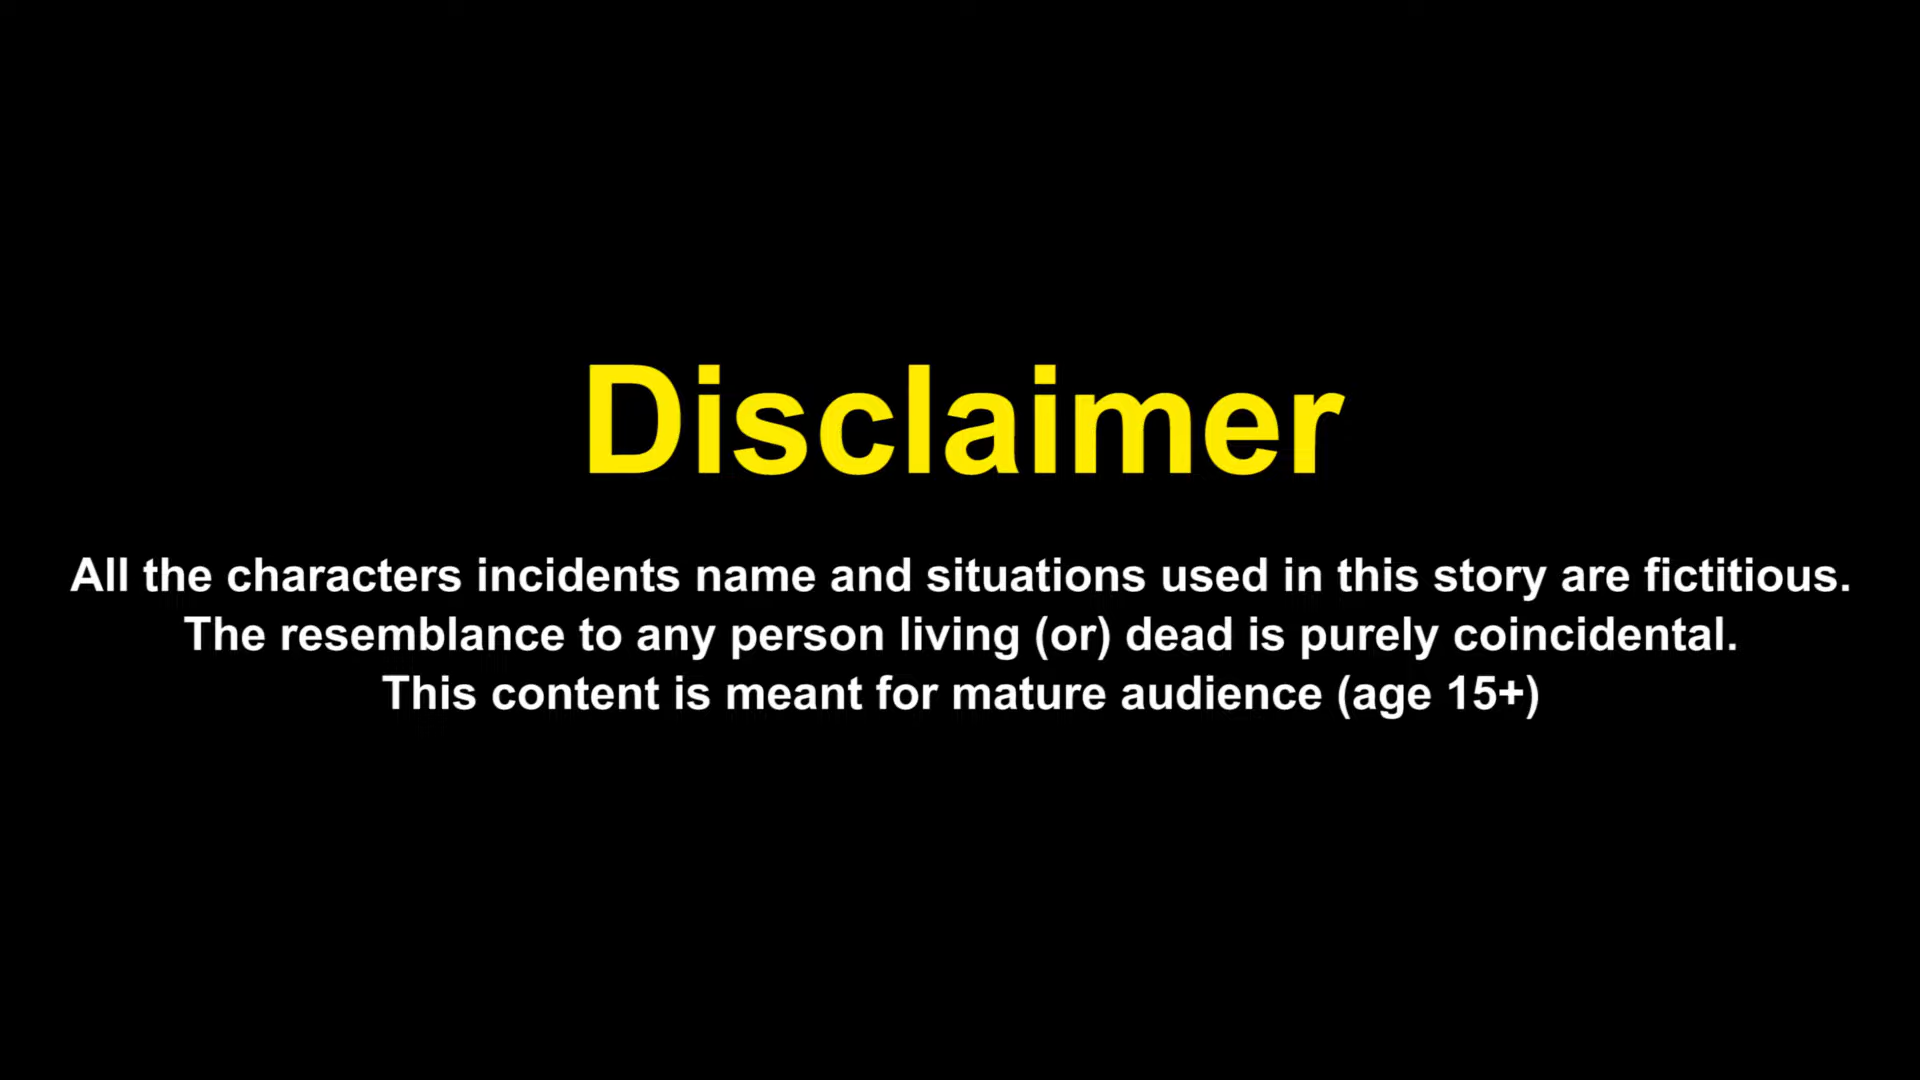 Disclaimer
All the characters incidents name and situations used in this story are fictitious.
The resemblance to any person living (or) dead is purely coincidental.
This content is meant for mature audience (age 15+)